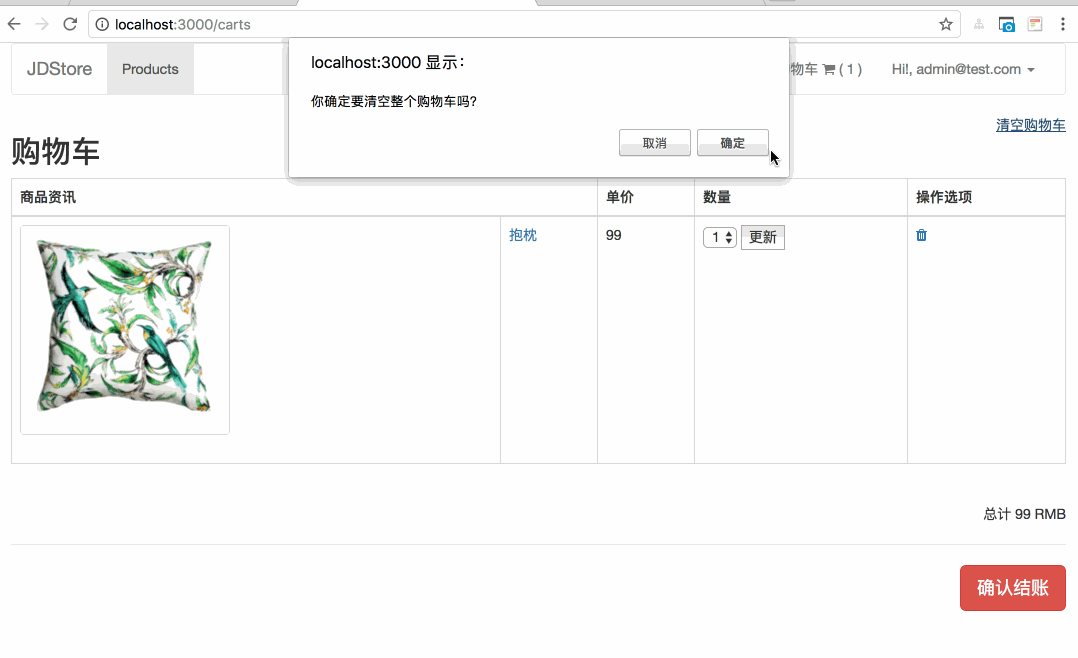 localhost:3000/carts
JDStore
Products
物车 ( 1 )
Hi!, admin@test.com
localhost:3000 显示：
你确定要清空整个购物车吗?
取消
确定
清空购物车
购物车
商品资讯
单价
数量
操作选项
抱枕
99
1
更新
总计 99 RMB
确认结账